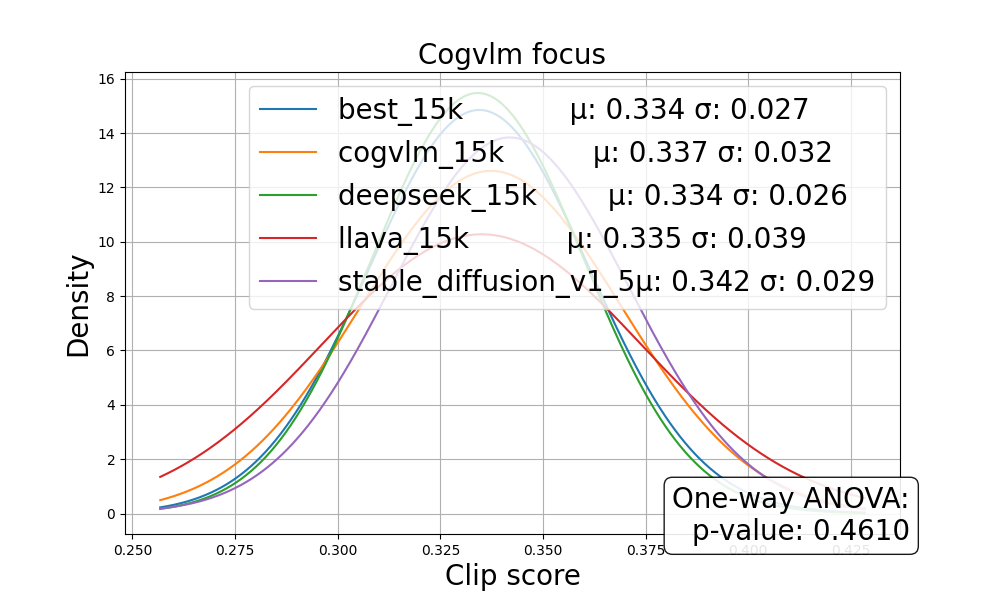 Cogvlm focus
best_15k μ: 0.334 σ: 0.027
cogvlm_15k μ: 0.337 σ: 0.032
deepseek_15k μ: 0.334 σ: 0.026
llava_15k μ: 0.335 σ: 0.039
stable_diffusion_v1_5μ: 0.342 σ: 0.029
Density
16
14
12
10
8
6
4
2
0
One-way ANOVA:
p-value: 0.4610
0.250 0.275 0.300 0.325 0.350 0.375 0.400 0.425
Clip score